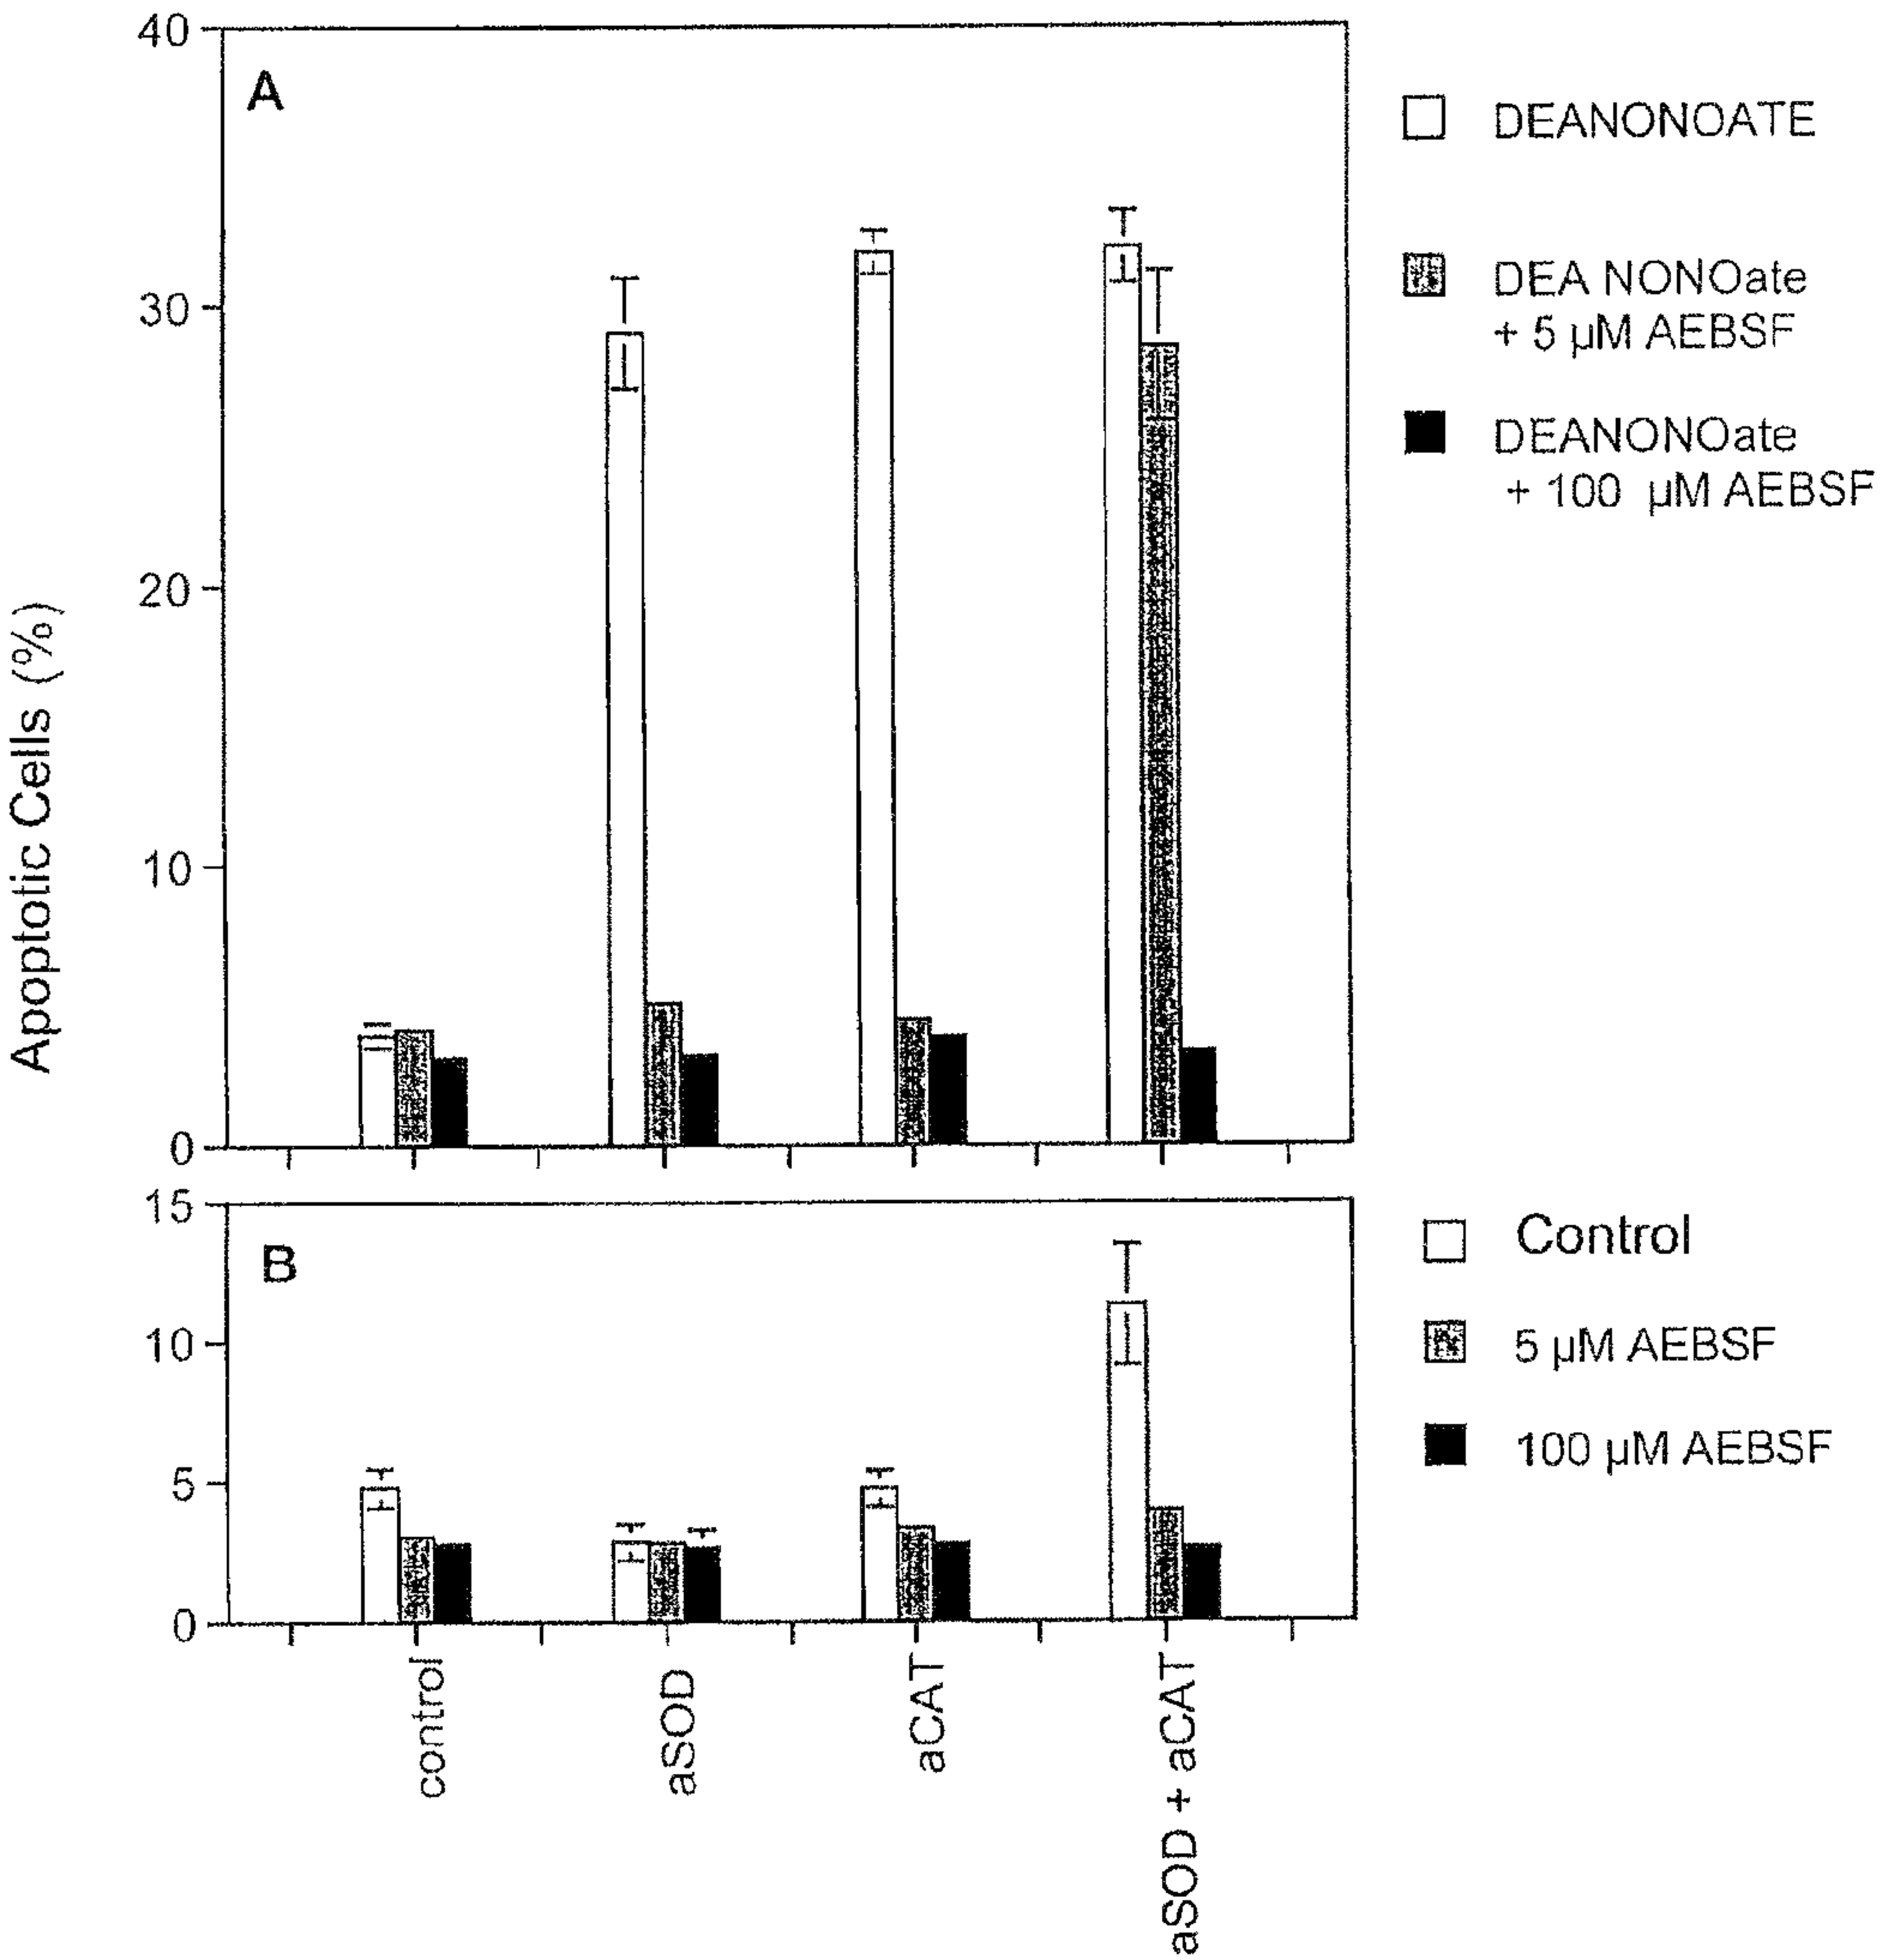 A
40
30
20
10
0
Apoptotic Cells (%)
DEANONOATE
DEA NONOate
+ 5 µM AEBSF
DEANONOate
+ 100 µM AEBSF
B
15
10
5
0
Control
5 µM AEBSF
100 µM AEBSF
control
aSOD
aCAT
aSOD + aCAT